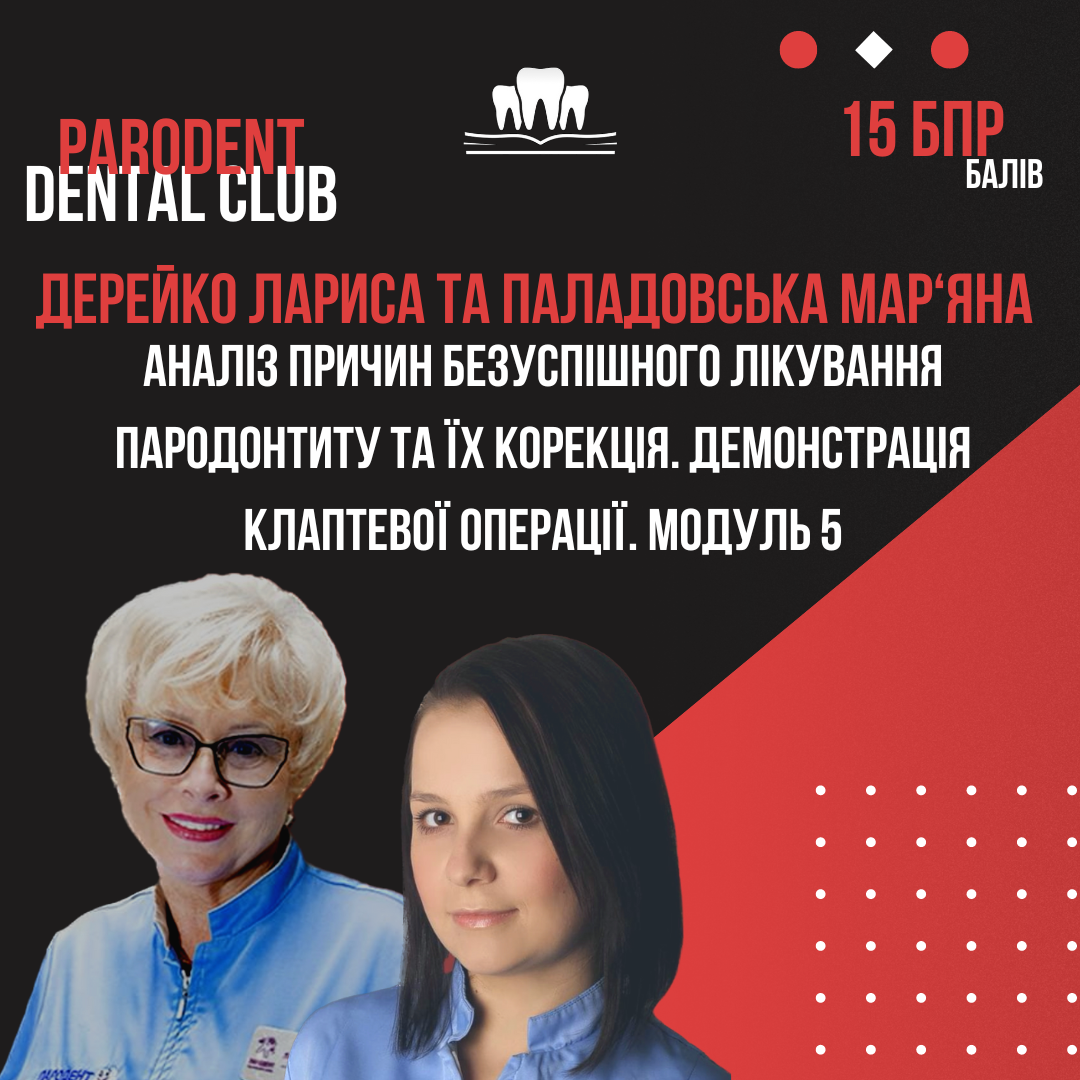 PARODENT
DENTAL CLUB
15 БПР
БАЛІВ
ДЕРЕЙКО ЛАРИСА ТА ПАЛАДОВСЬКА МАР‘ЯНА
АНАЛІЗ ПРИЧИН БЕЗУСПІШНОГО ЛІКУВАННЯ
ПАРОДОНТИТУ ТА ЇХ КОРЕКЦІЯ. ДЕМОНСТРАЦІЯ
КЛАПТЕВОЇ ОПЕРАЦІЇ. МОДУЛЬ 5
ПАРОДЕНТ